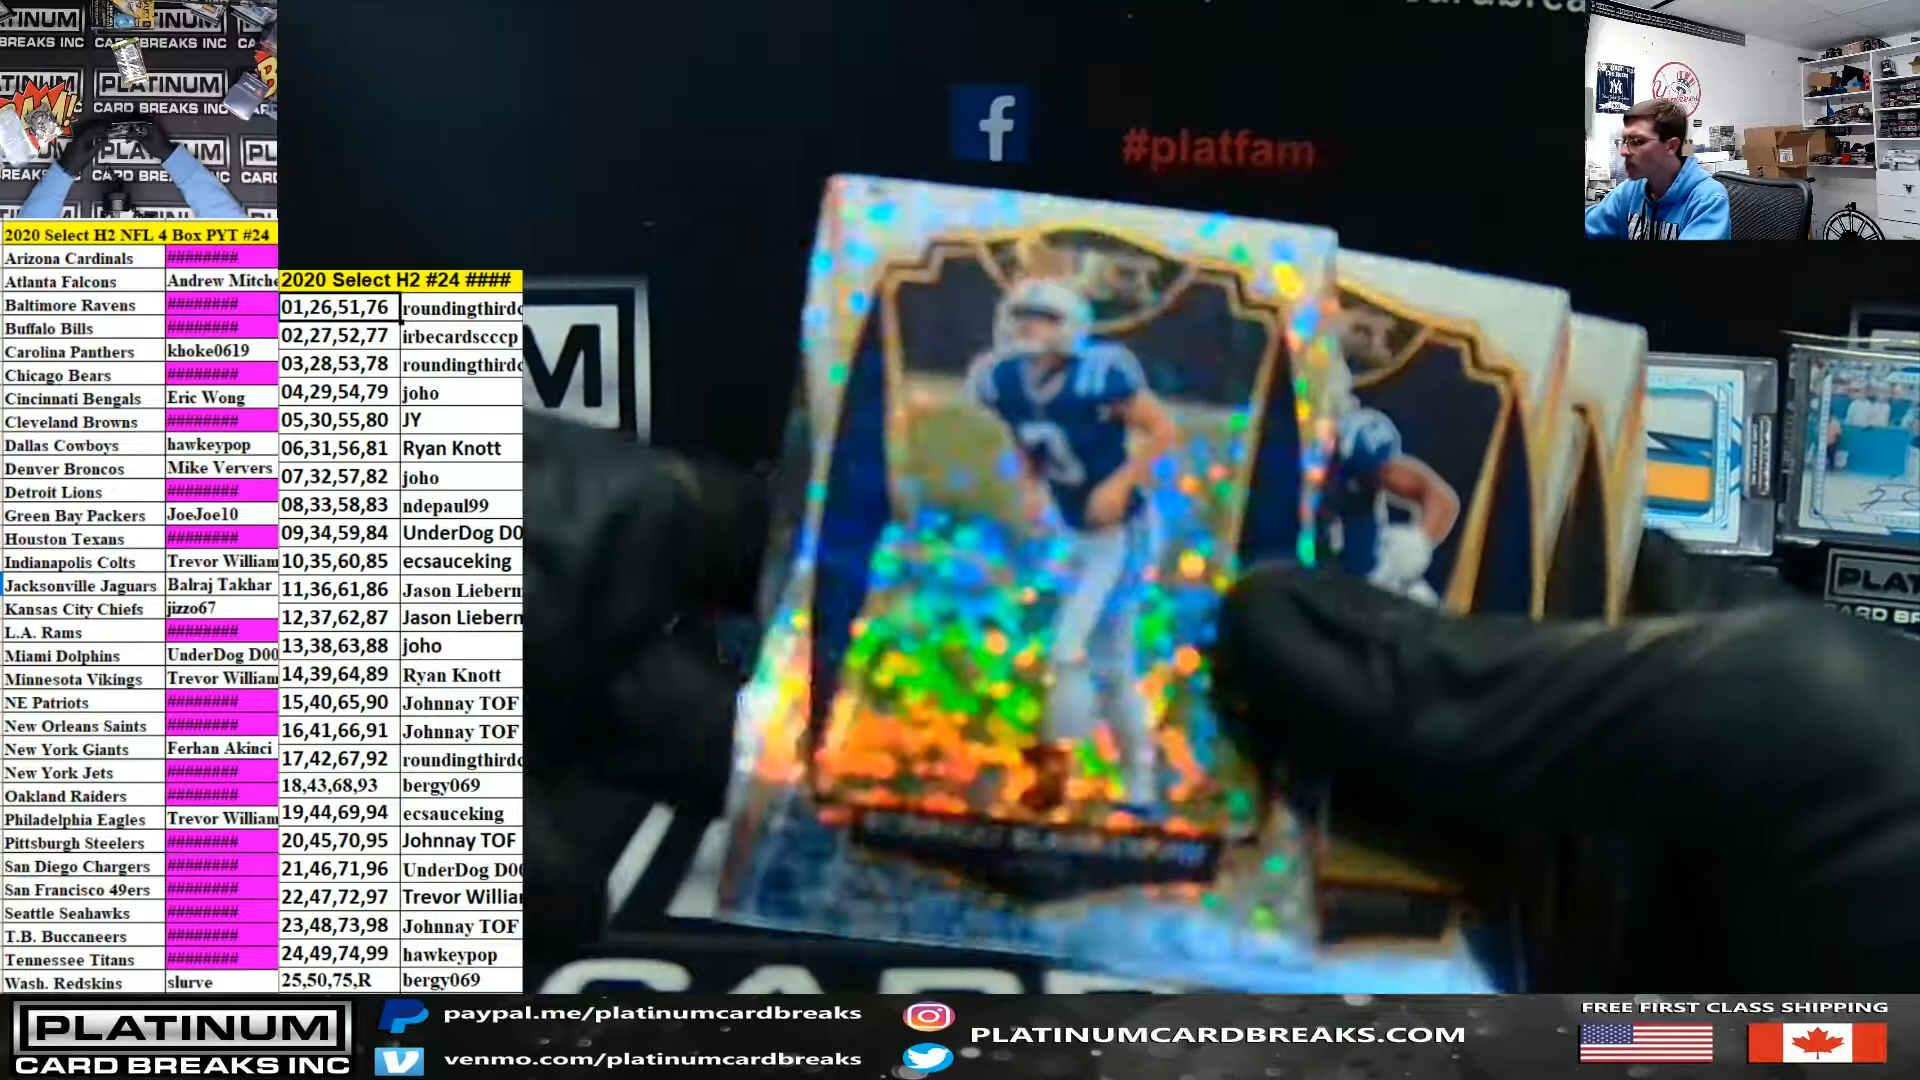 #platfam
2020 Select H2 NFL 4 Box PYT #24
Arizona Cardinals ########
Atlanta Falcons Andrew Mitche
Baltimore Ravens ########
Buffalo Bills ########
Carolina Panthers khoke0619
Chicago Bears ########
Cincinnati Bengals Eric Wong
Cleveland Browns ########
Dallas Cowboys hawkeypop
Denver Broncos Mike Ververs
Detroit Lions ########
Green Bay Packers JoeJoe10
Houston Texans ########
Indianapolis Colts Trevor William
Jacksonville Jaguars Balraj Takhar
Kansas City Chiefs jizzo67
L.A. Rams ########
Miami Dolphins UnderDog D00
Minnesota Vikings Trevor William
NE Patriots ########
New Orleans Saints ########
New York Giants Ferhan Akinci
New York Jets ########
Oakland Raiders ########
Philadelphia Eagles Trevor William
Pittsburgh Steelers ########
San Diego Chargers ########
San Francisco 49ers ########
Seattle Seahawks ########
T.B. Buccaneers ########
Tennessee Titans ########
Wash. Redskins slurve
2020 Select H2 #24 ####
01,26,51,76 roundingthirdc
02,27,52,77 irbecardscccp
03,28,53,78 roundingthirdc
04,29,54,79 joho
05,30,55,80 JY
06,31,56,81 Ryan Knott
07,32,57,82 joho
08,33,58,83 ndepaul99
09,34,59,84 UnderDog D0
10,35,60,85 ecsauceking
11,36,61,86 Jason Lieberm
12,37,62,87 Jason Liebern
13,38,63,88 joho
14,39,64,89 Ryan Knott
15,40,65,90 Johnnay TOF
16,41,66,91 Johnnay TOF
17,42,67,92 roundingthirdc
18,43,68,93 bergy069
19,44,69,94 ecsauceking
20,45,70,95 Johnnay TOF
21,46,71,96 UnderDog D00
22,47,72,97 Trevor Willia
23,48,73,98 Johnnay TOF
24,49,74,99 hawkeypop
25,50,75,R bergy069
PLATINUM
CARD BREAKS INC
paypal.me/platinumcardbreaks
venmo.com/platinumcardbreaks
PLATINUMCARDBREAKS.COM
FREE FIRST CLASS SHIPPING